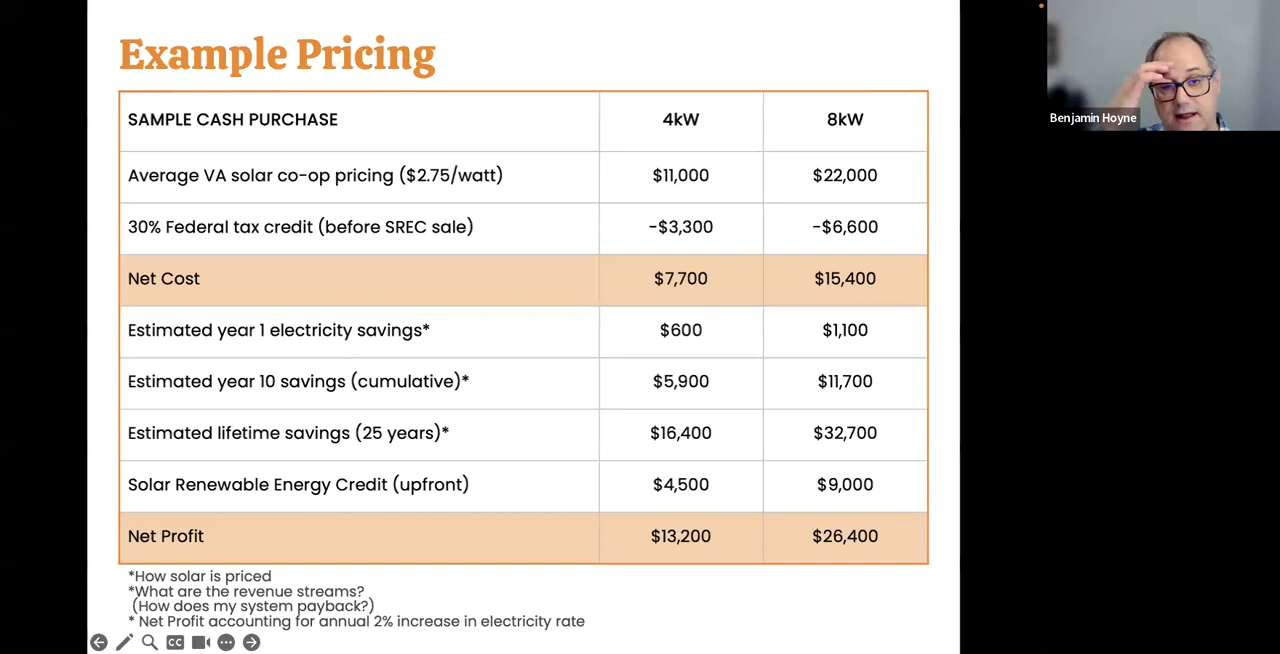 Example Pricing
SAMPLE CASH PURCHASE 4kW 8kW
Average VA solar co-op pricing ($2.75/watt) $11,000 $22,000
30% Federal tax credit (before SREC sale) -$3,300 -$6,600
Net Cost $7,700 $15,400
Estimated year 1 electricity savings* $600 $1,100
Estimated year 10 savings (cumulative)* $5,900 $11,700
Estimated lifetime savings (25 years)* $16,400 $32,700
Solar Renewable Energy Credit (upfront) $4,500 $9,000
Net Profit $13,200 $26,400
*How solar is priced
*What are the revenue streams?
(How does my system payback?)
* Net Profit accounting for annual 2% increase in electricity rate
CC
Benjamin Hoyne